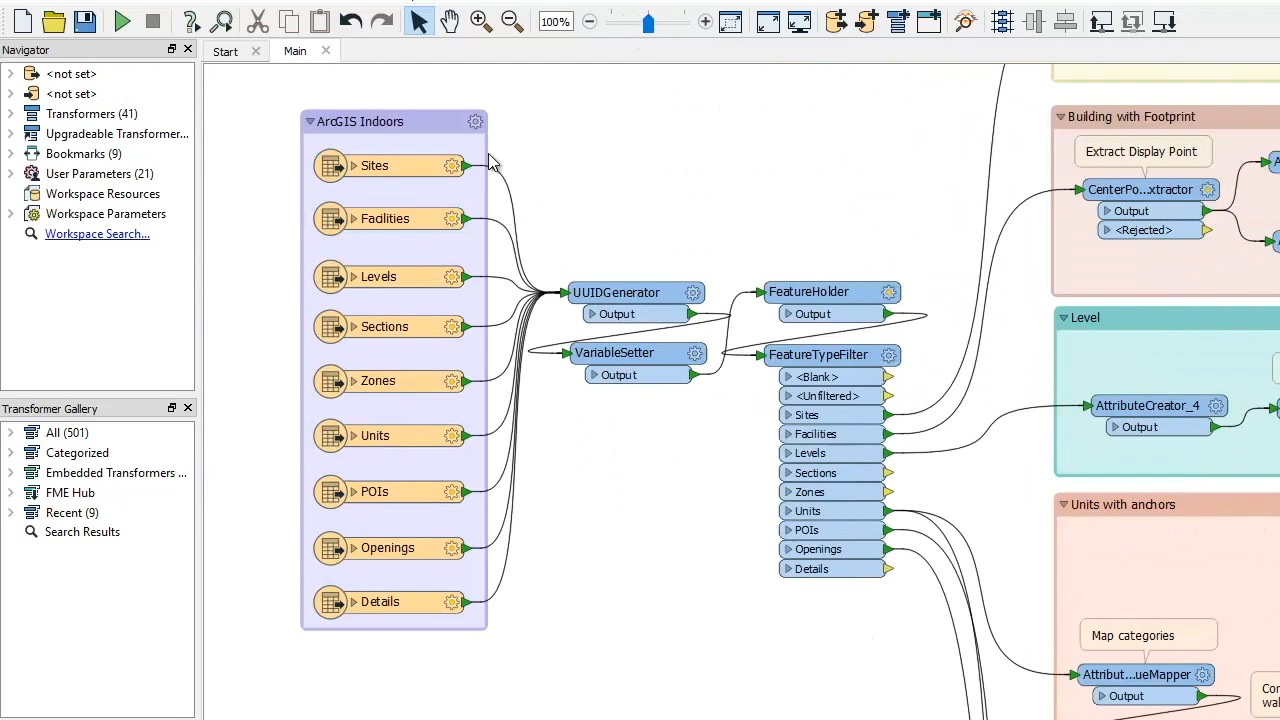 100%
Navigator
Start
Main
<not set>
<not set>
Transformers (41)
Upgradeable Transformer...
Bookmarks (9)
User Parameters (21)
Workspace Resources
Workspace Parameters
Workspace Search...
Transformer Gallery
All (501)
Categorized
Embedded Transformers ...
FME Hub
Recent (9)
Search Results
ArcGIS Indoors
Sites
Facilities
Levels
Sections
Zones
Units
POIs
Openings
Details
UUIDGenerator
Output
VariableSetter
Output
FeatureHolder
Output
FeatureTypeFilter
<Blank>
<Unfiltered>
Sites
Facilities
Levels
Sections
Zones
Units
POIs
Openings
Details
Building with Footprint
Extract Display Point
CenterPo...xtractor
Output
<Rejected>
Level
AttributeCreator_4
Output
Units with anchors
Map categories
Attribut...ueMapper
Output